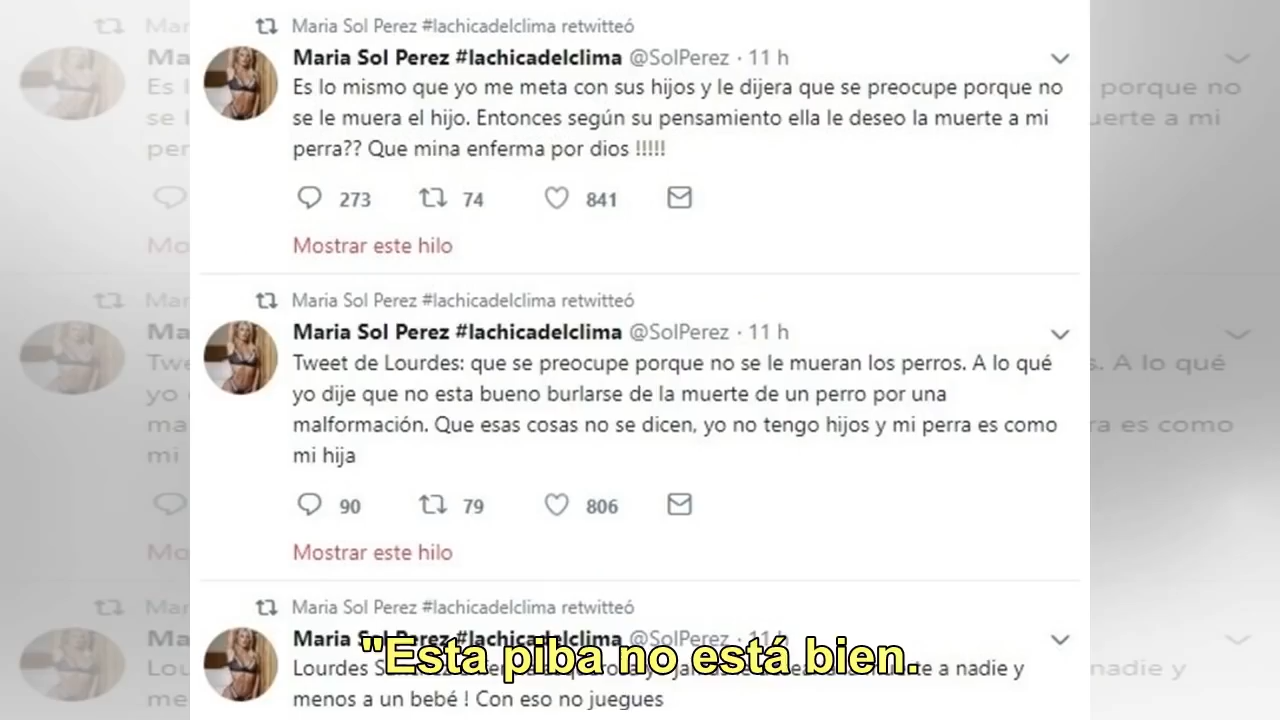 Maria Sol Perez #lachicadelclima retwitteó
Maria Sol Perez #lachicadelclima @SolPerez · 11 h
Es lo mismo que yo me meta con sus hijos y le dijera que se preocupe porque no
se le muera el hijo. Entonces según su pensamiento ella le deseo la muerte a mi
perra?? Que mina enferma por dios !!!!!
273 74 841
Mostrar este hilo
Maria Sol Perez #lachicadelclima retwitteó
Maria Sol Perez #lachicadelclima @SolPerez · 11 h
Tweet de Lourdes: que se preocupe porque no se le mueran los perros. A lo qué
yo dije que no esta bueno burlarse de la muerte de un perro por una
malformación. Que esas cosas no se dicen, yo no tengo hijos y mi perra es como
mi hija
90 79 806
Mostrar este hilo
Maria Sol Perez #lachicadelclima retwitteó
Maria Sol Perez #lachicadelclima @SolPerez · 11 h
"Esta piba no está bien.
Lourdes a nadie y
menos a un bebé ! Con eso no juegues